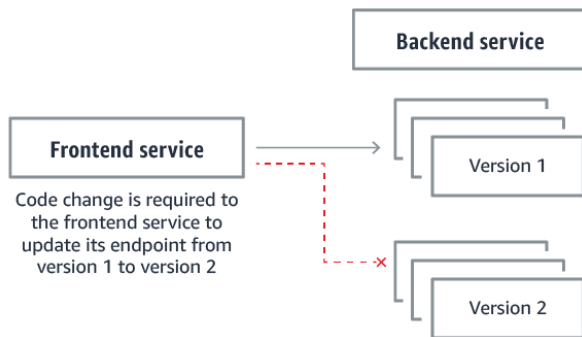 Backend service
Frontend service
Version 1
Code change is required to
the frontend service to
update its endpoint from
version 1 to version 2
Version 2